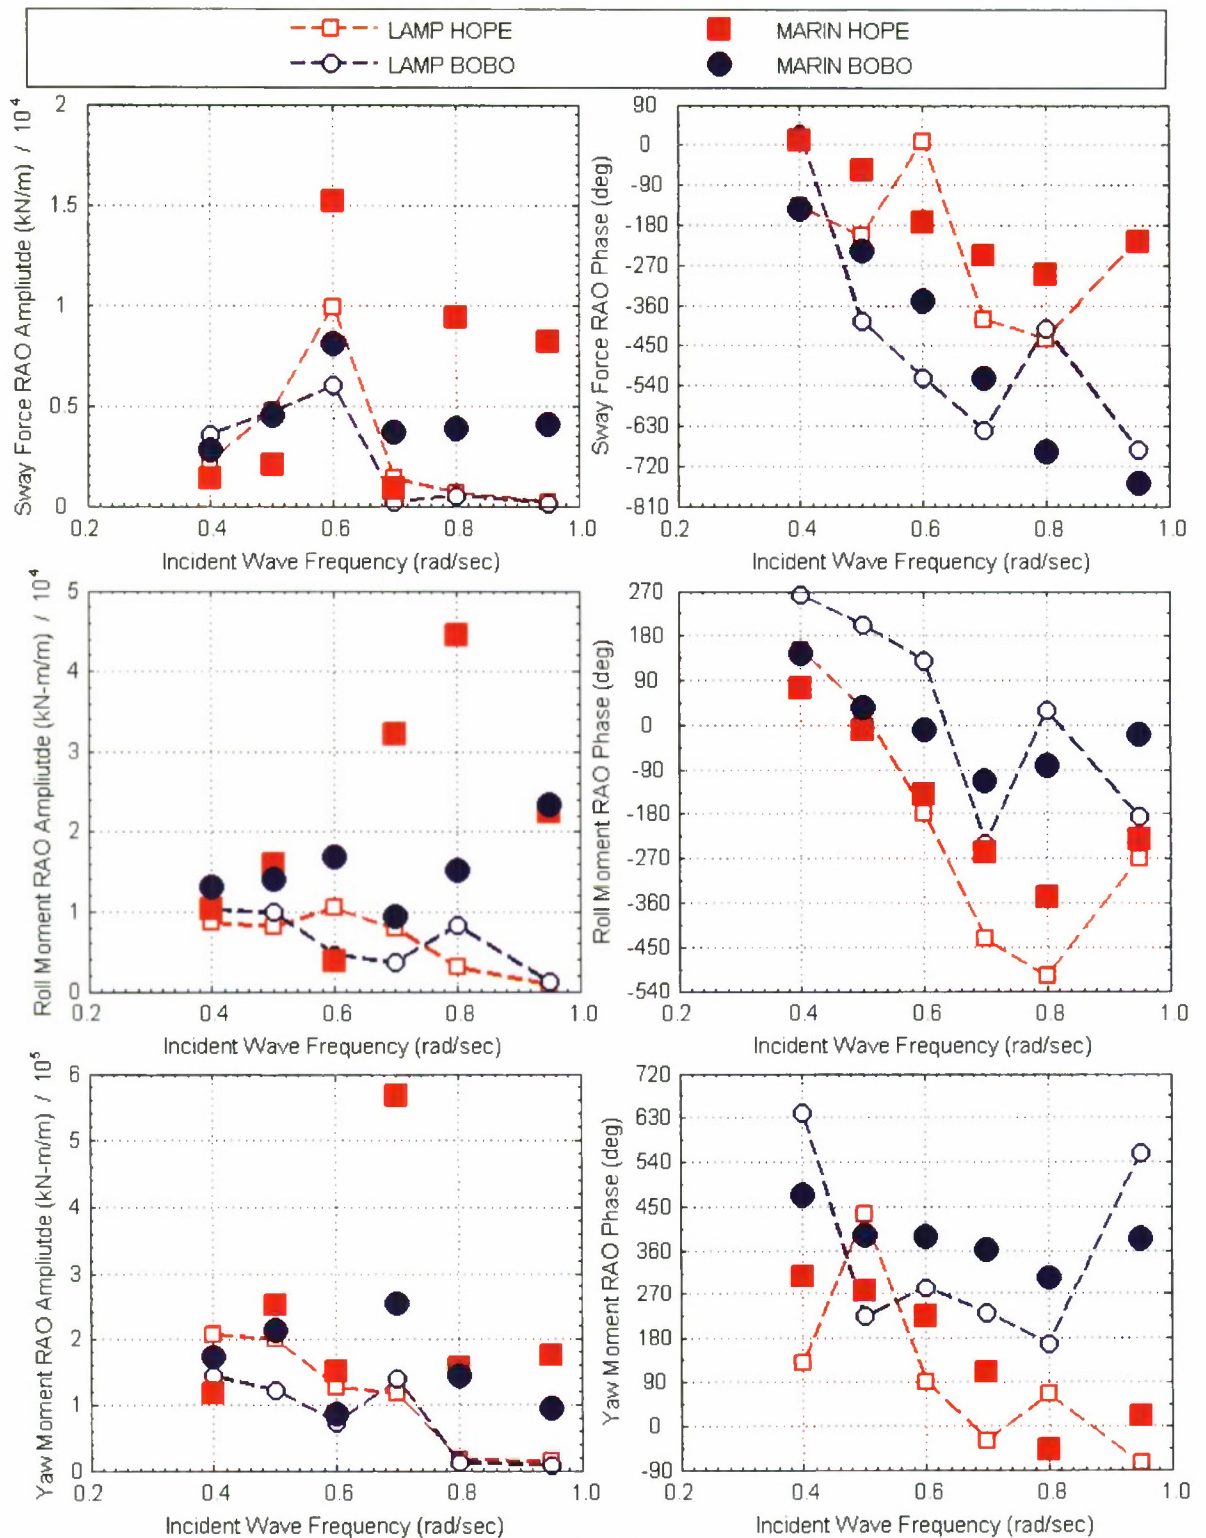 LAMP HOPE MARIN HOPE
LAMP BOBO MARIN BOBO
Sway Force RAO Ampliutde (kN/m) / 10^4
2
1.5
1
0.5
0
0.2 0.4 0.6 0.8 1.0
Incident Wave Frequency (rad/sec)
Sway Force RAO Phase (deg)
90
0
-90
-180
-270
-360
-450
-540
-630
-720
-810
0.2 0.4 0.6 0.8 1.0
Incident Wave Frequency (rad/sec)
Roll Moment RAO Ampliutde (kN-m/m) / 10^4
5
4
3
2
1
0
0.2 0.4 0.6 0.8 1.0
Incident Wave Frequency (rad/sec)
Roll Moment RAO Phase (deg)
270
180
90
0
-90
-180
-270
-360
-450
-540
0.2 0.4 0.6 0.8 1.0
Incident Wave Frequency (rad/sec)
Yaw Moment RAO Ampliutde (kN-m/m) / 10^5
6
5
4
3
2
1
0
0.2 0.4 0.6 0.8 1.0
Incident Wave Frequency (rad/sec)
Yaw Moment RAO Phase (deg)
720
630
540
450
360
270
180
90
0
-90
0.2 0.4 0.6 0.8 1.0
Incident Wave Frequency (rad/sec)